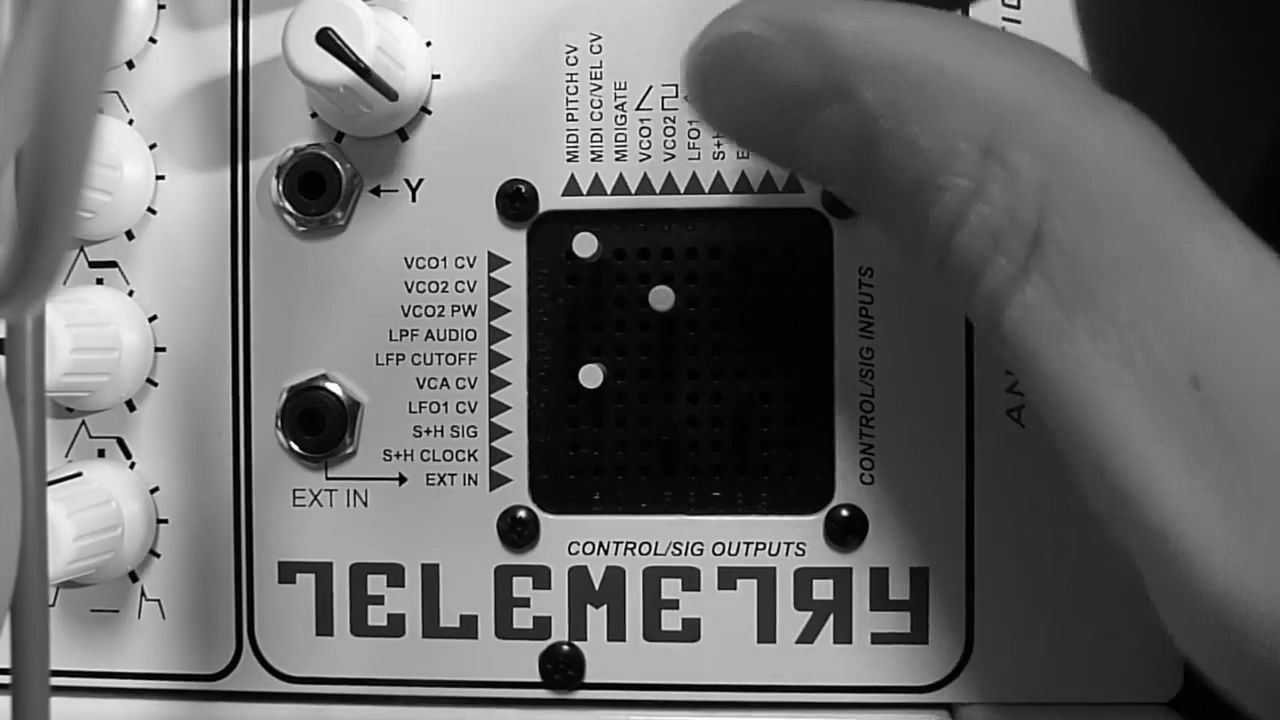 MIDI PITCH CV
MIDI CC/VEL CV
MIDIGATE
VCO1
VCO2
LFO1
Y
VCO1 CV
VCO2 CV
VCO2 PW
LPF AUDIO
LFP CUTOFF
VCA CV
LFO1 CV
S+H SIG
S+H CLOCK
EXT IN
EXT IN
CONTROL/SIG INPUTS
CONTROL/SIG OUTPUTS
TELEMETRY